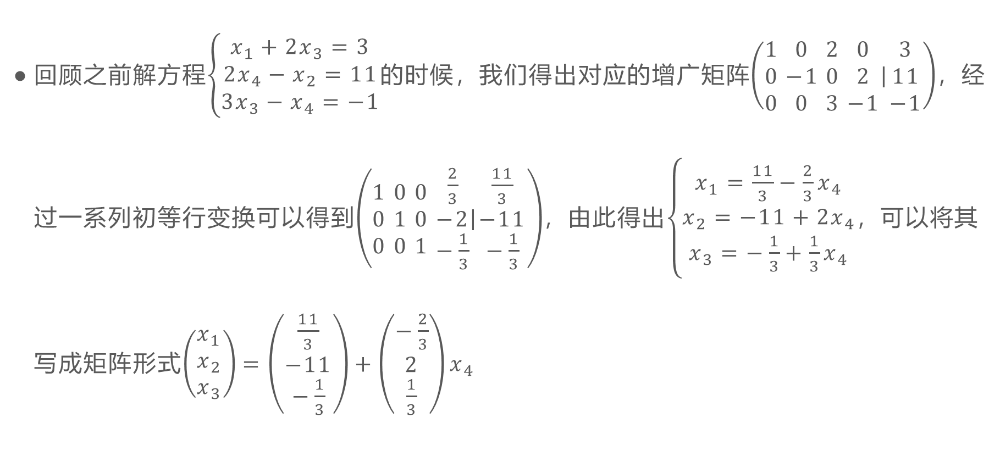 • 回顾之前解方程 $\begin{cases} x_1 + 2x_3 = 3 \\ 2x_4 - x_2 = 11 \\ 3x_3 - x_4 = -1 \end{cases}$ 的时候，我们得出对应的增广矩阵 $\begin{pmatrix} 1 & 0 & 2 & 0 & & 3 \\ 0 & -1 & 0 & 2 & | & 11 \\ 0 & 0 & 3 & -1 & & -1 \end{pmatrix}$，经
过一系列初等行变换可以得到 $\begin{pmatrix} 1 & 0 & 0 & \frac{2}{3} & & \frac{11}{3} \\ 0 & 1 & 0 & -2 & | & -11 \\ 0 & 0 & 1 & -\frac{1}{3} & & -\frac{1}{3} \end{pmatrix}$，由此得出 $\begin{cases} x_1 = \frac{11}{3} - \frac{2}{3}x_4 \\ x_2 = -11 + 2x_4 \\ x_3 = -\frac{1}{3} + \frac{1}{3}x_4 \end{cases}$，可以将其
写成矩阵形式 $\begin{pmatrix} x_1 \\ x_2 \\ x_3 \end{pmatrix} = \begin{pmatrix} \frac{11}{3} \\ -11 \\ -\frac{1}{3} \end{pmatrix} + \begin{pmatrix} -\frac{2}{3} \\ 2 \\ \frac{1}{3} \end{pmatrix} x_4$